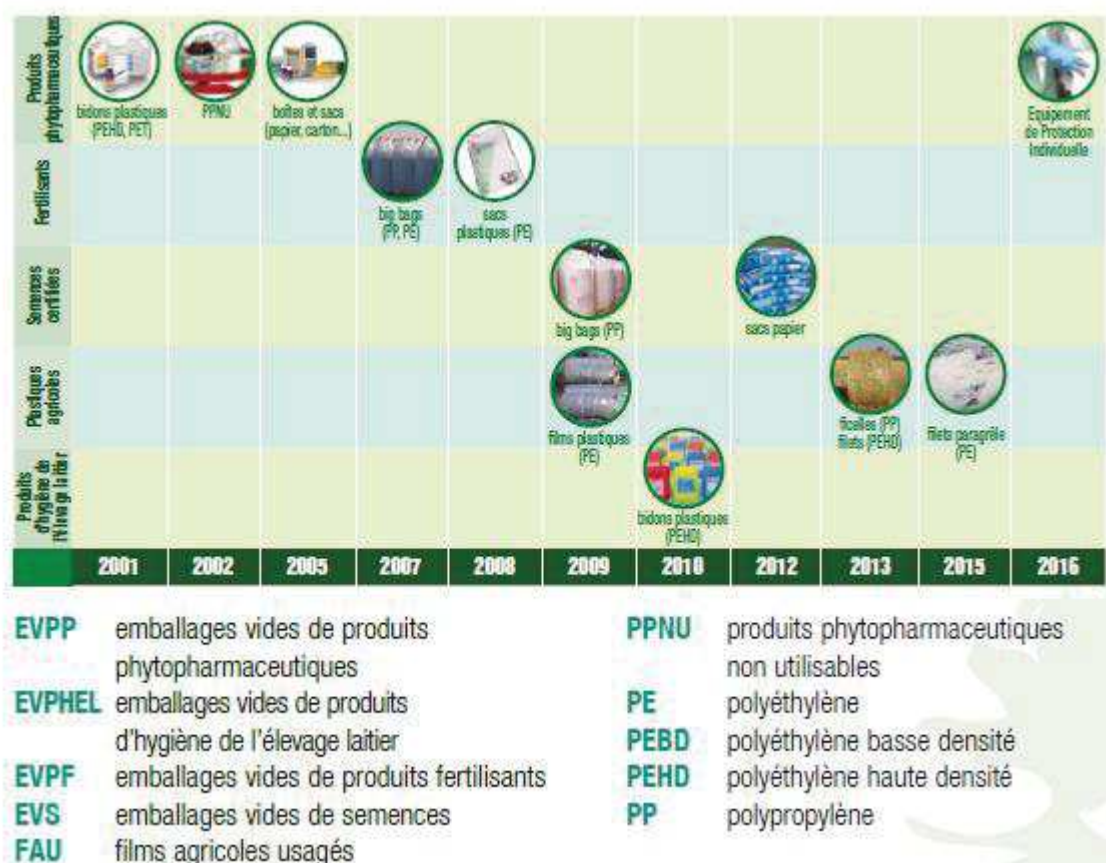 Produits
phytopharmaceutiques
bidons plastiques
(PEHD, PET)
PPNU
boîtes et sacs
(papier, carton...)
Equipement
de Protection
Individuelle
Fertilisants
big bags
(PP, PE)
sacs
plastiques (PE)
Semences
certifiées
big bags (PP)
sacs papier
Plastiques
agricoles
films plastiques
(PE)
ficelles (PP)
filets (PEHD)
filets paragrêle
(PE)
Produits
d'hygiène de
l'élevage laitier
bidons plastiques
(PEHD)
2001 2002 2005 2007 2008 2009 2010 2012 2013 2015 2016
EVPP emballages vides de produits
phytopharmaceutiques
EVPHEL emballages vides de produits
d'hygiène de l'élevage laitier
EVPF emballages vides de produits fertilisants
EVS emballages vides de semences
FAU films agricoles usagés
PPNU produits phytopharmaceutiques
non utilisables
PE polyéthylène
PEBD polyéthylène basse densité
PEHD polyéthylène haute densité
PP polypropylène